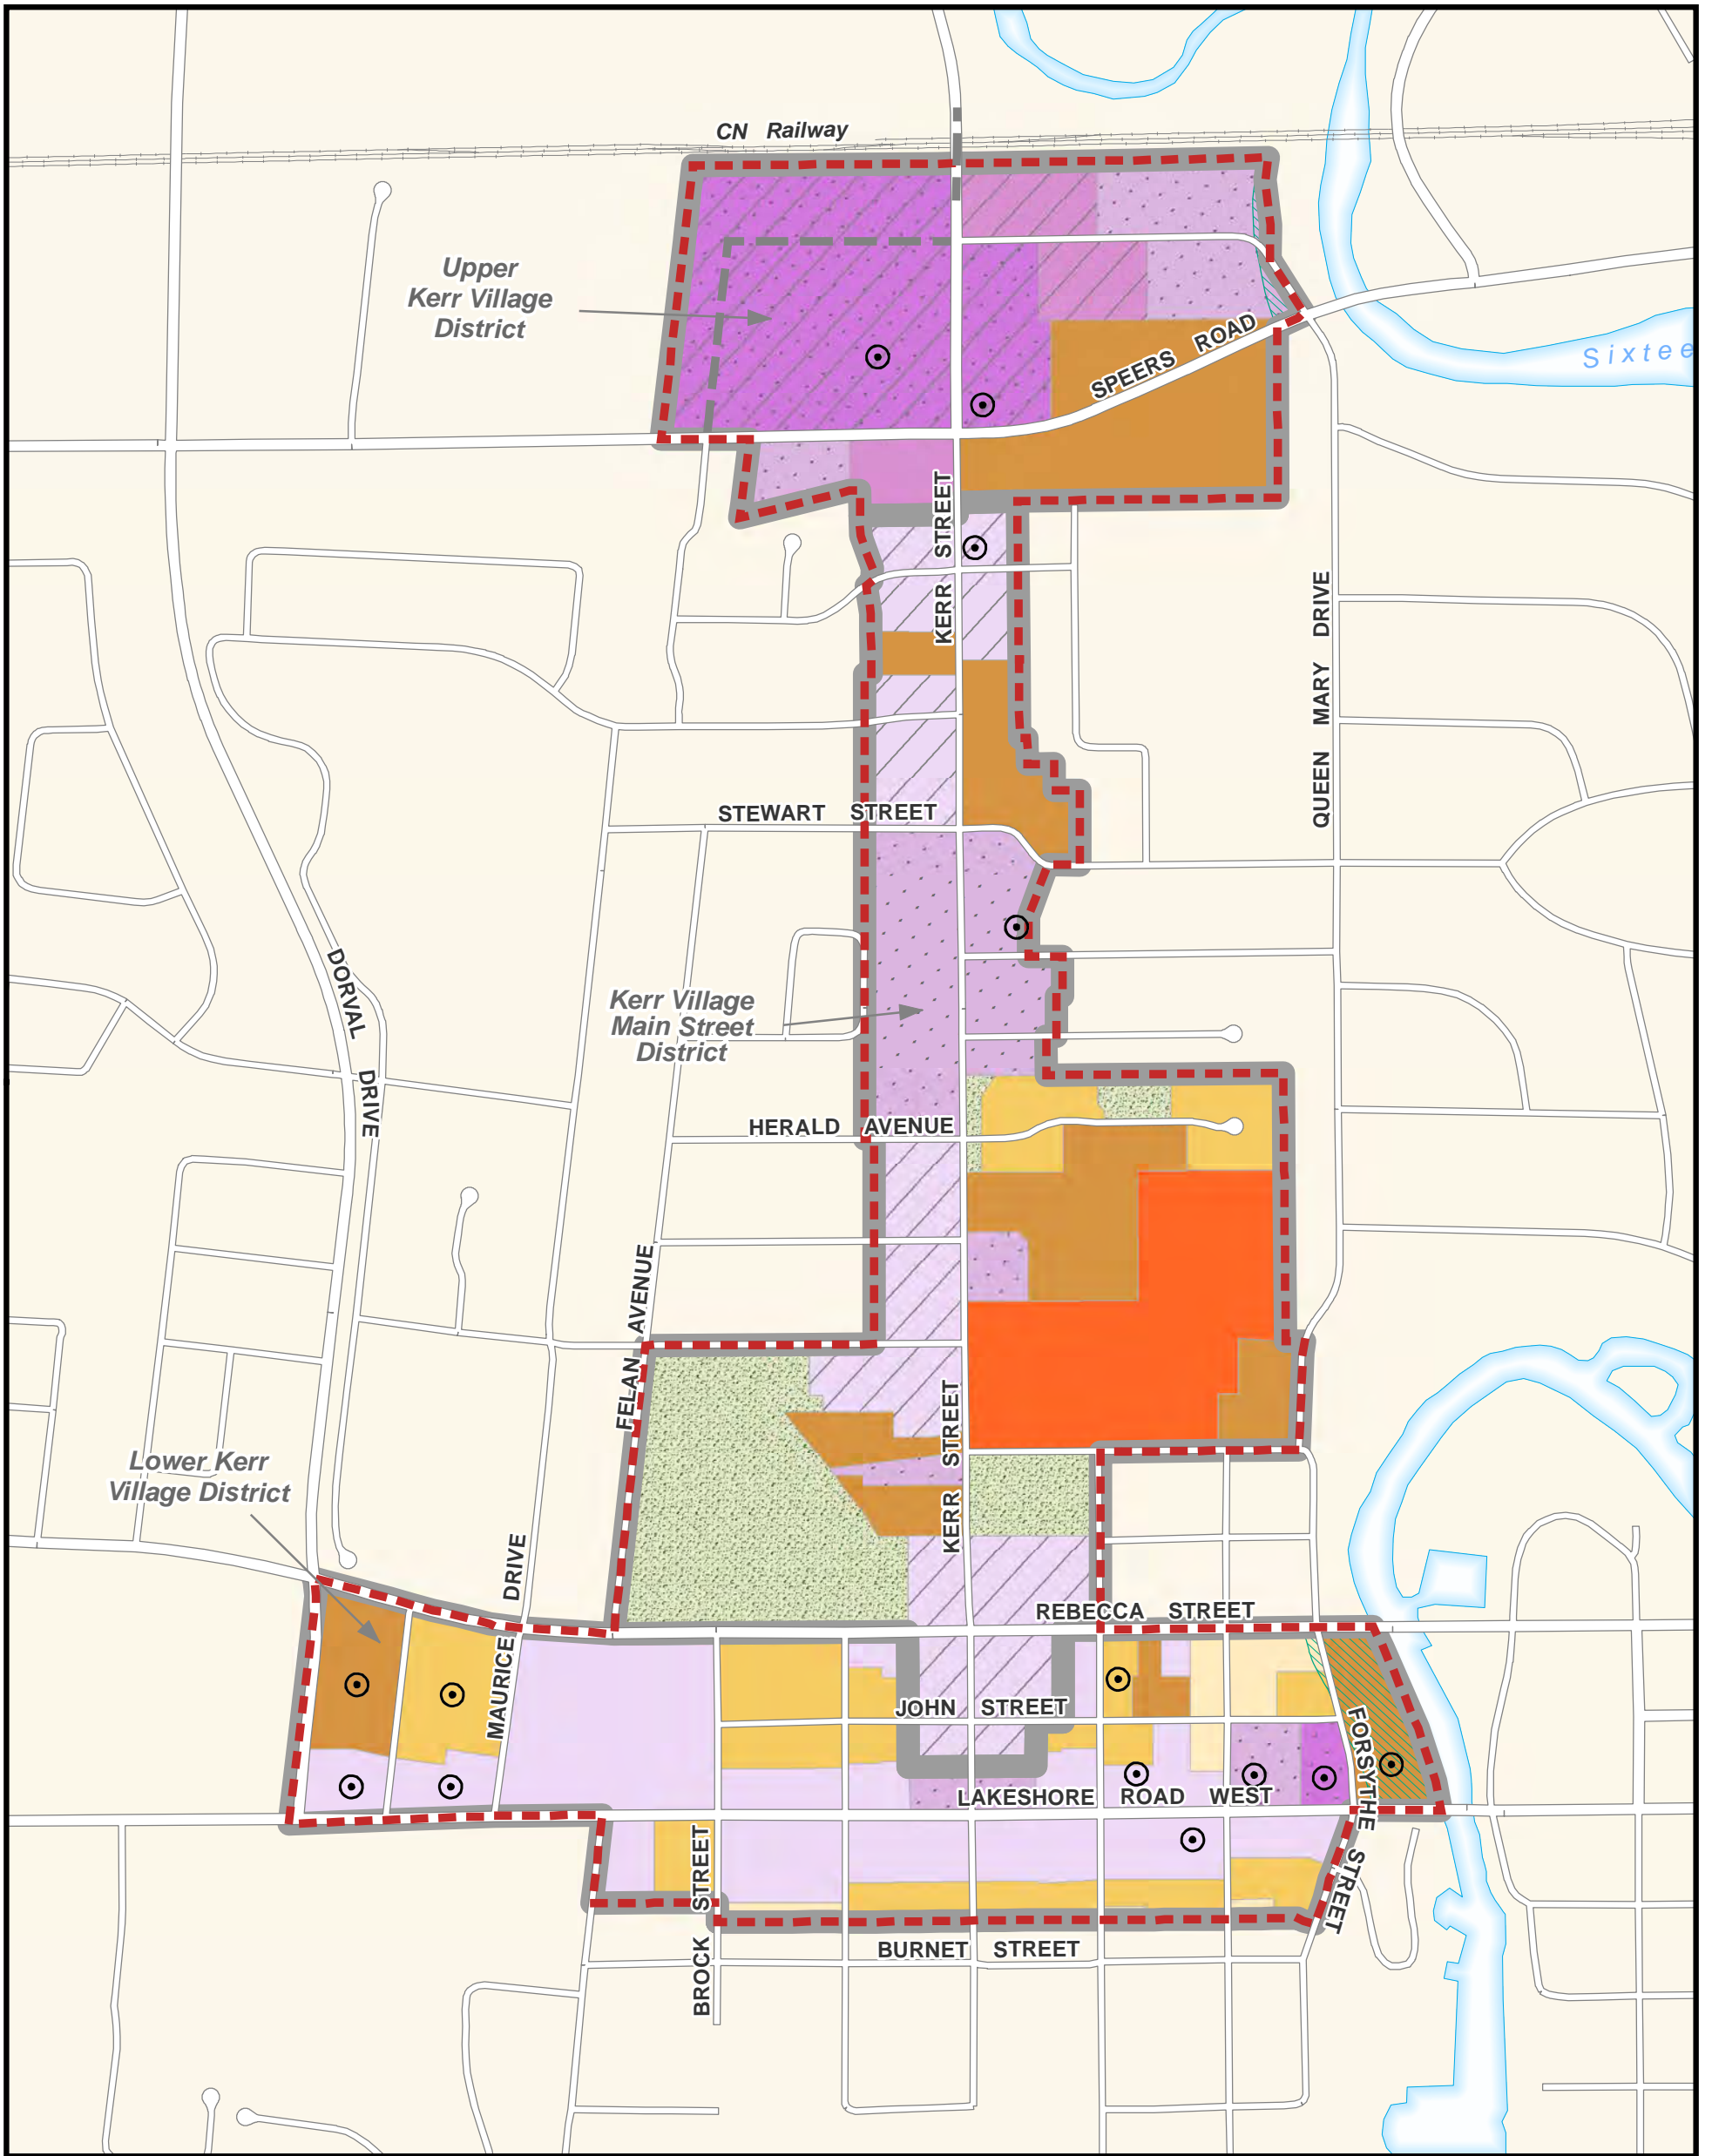 CN Railway
Upper
Kerr Village
District
SPEERS ROAD
Sixtee
KERR STREET
QUEEN MARY DRIVE
STEWART STREET
DORVAL DRIVE
Kerr Village
Main Street
District
HERALD AVENUE
FELAN AVENUE
KERR STREET
Lower Kerr
Village District
MAURICE DRIVE
REBECCA STREET
JOHN STREET
FORSYTHE STREET
LAKESHORE ROAD WEST
BROCK STREET
BURNET STREET